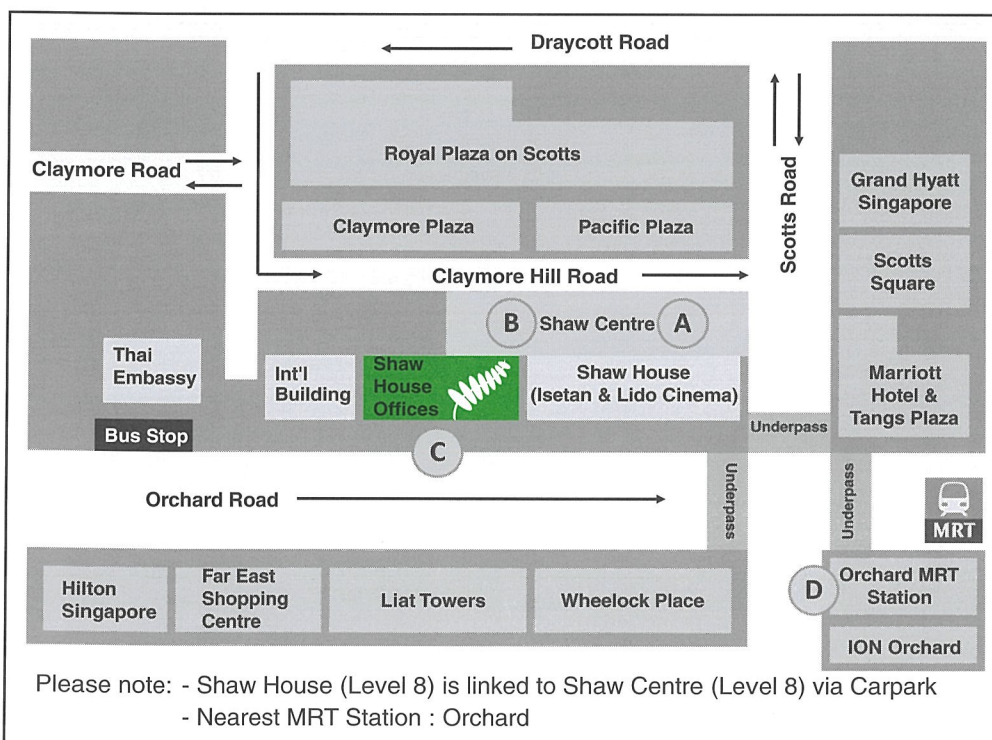 Draycott Road
Claymore Road
Royal Plaza on Scotts
Scotts Road
Grand Hyatt
Singapore
Claymore Plaza
Pacific Plaza
Scotts
Square
Claymore Hill Road
B
Shaw Centre
A
Thai
Embassy
Int'l
Building
Shaw
House
Offices
Shaw House
(Isetan & Lido Cinema)
Marriott
Hotel &
Tangs Plaza
Bus Stop
Underpass
C
Orchard Road
Underpass
Underpass
MRT
Hilton
Singapore
Far East
Shopping
Centre
Liat Towers
Wheelock Place
D
Orchard MRT
Station
ION Orchard
Please note: - Shaw House (Level 8) is linked to Shaw Centre (Level 8) via Carpark
- Nearest MRT Station : Orchard